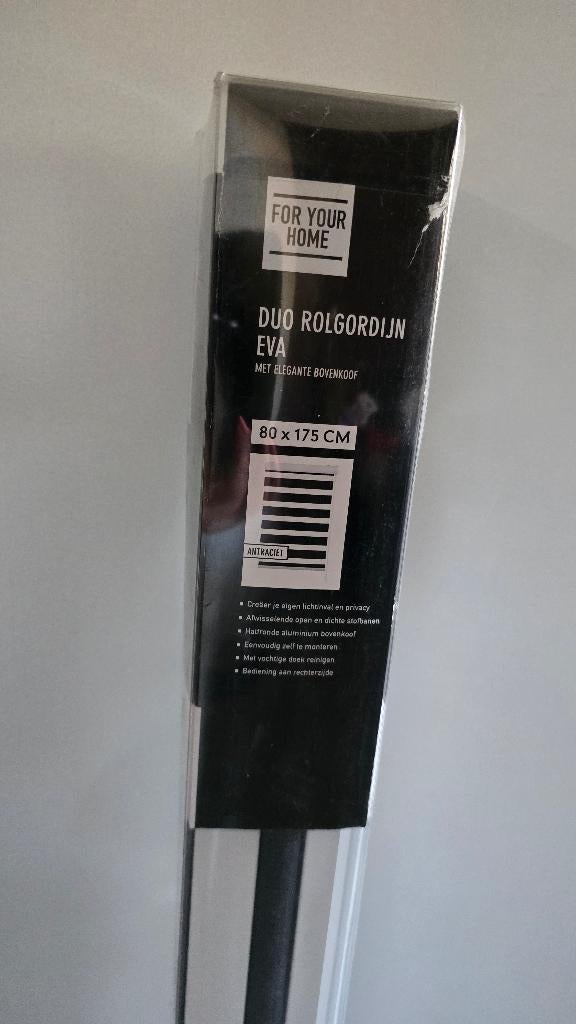 FOR YOUR
HOME
DUO ROLGORDIJN
EVA
MET ELEGANTE BOVENKOOF
80 x 175 CM
ANTRACIET
▪ Creëer je eigen lichtinval en privacy
▪ Afwisselende open en dichte stofbanen
▪ Halfronde aluminium bovenkoof
▪ Eenvoudig zelf te monteren
▪ Met vochtige doek reinigen
▪ Bediening aan rechterzijde